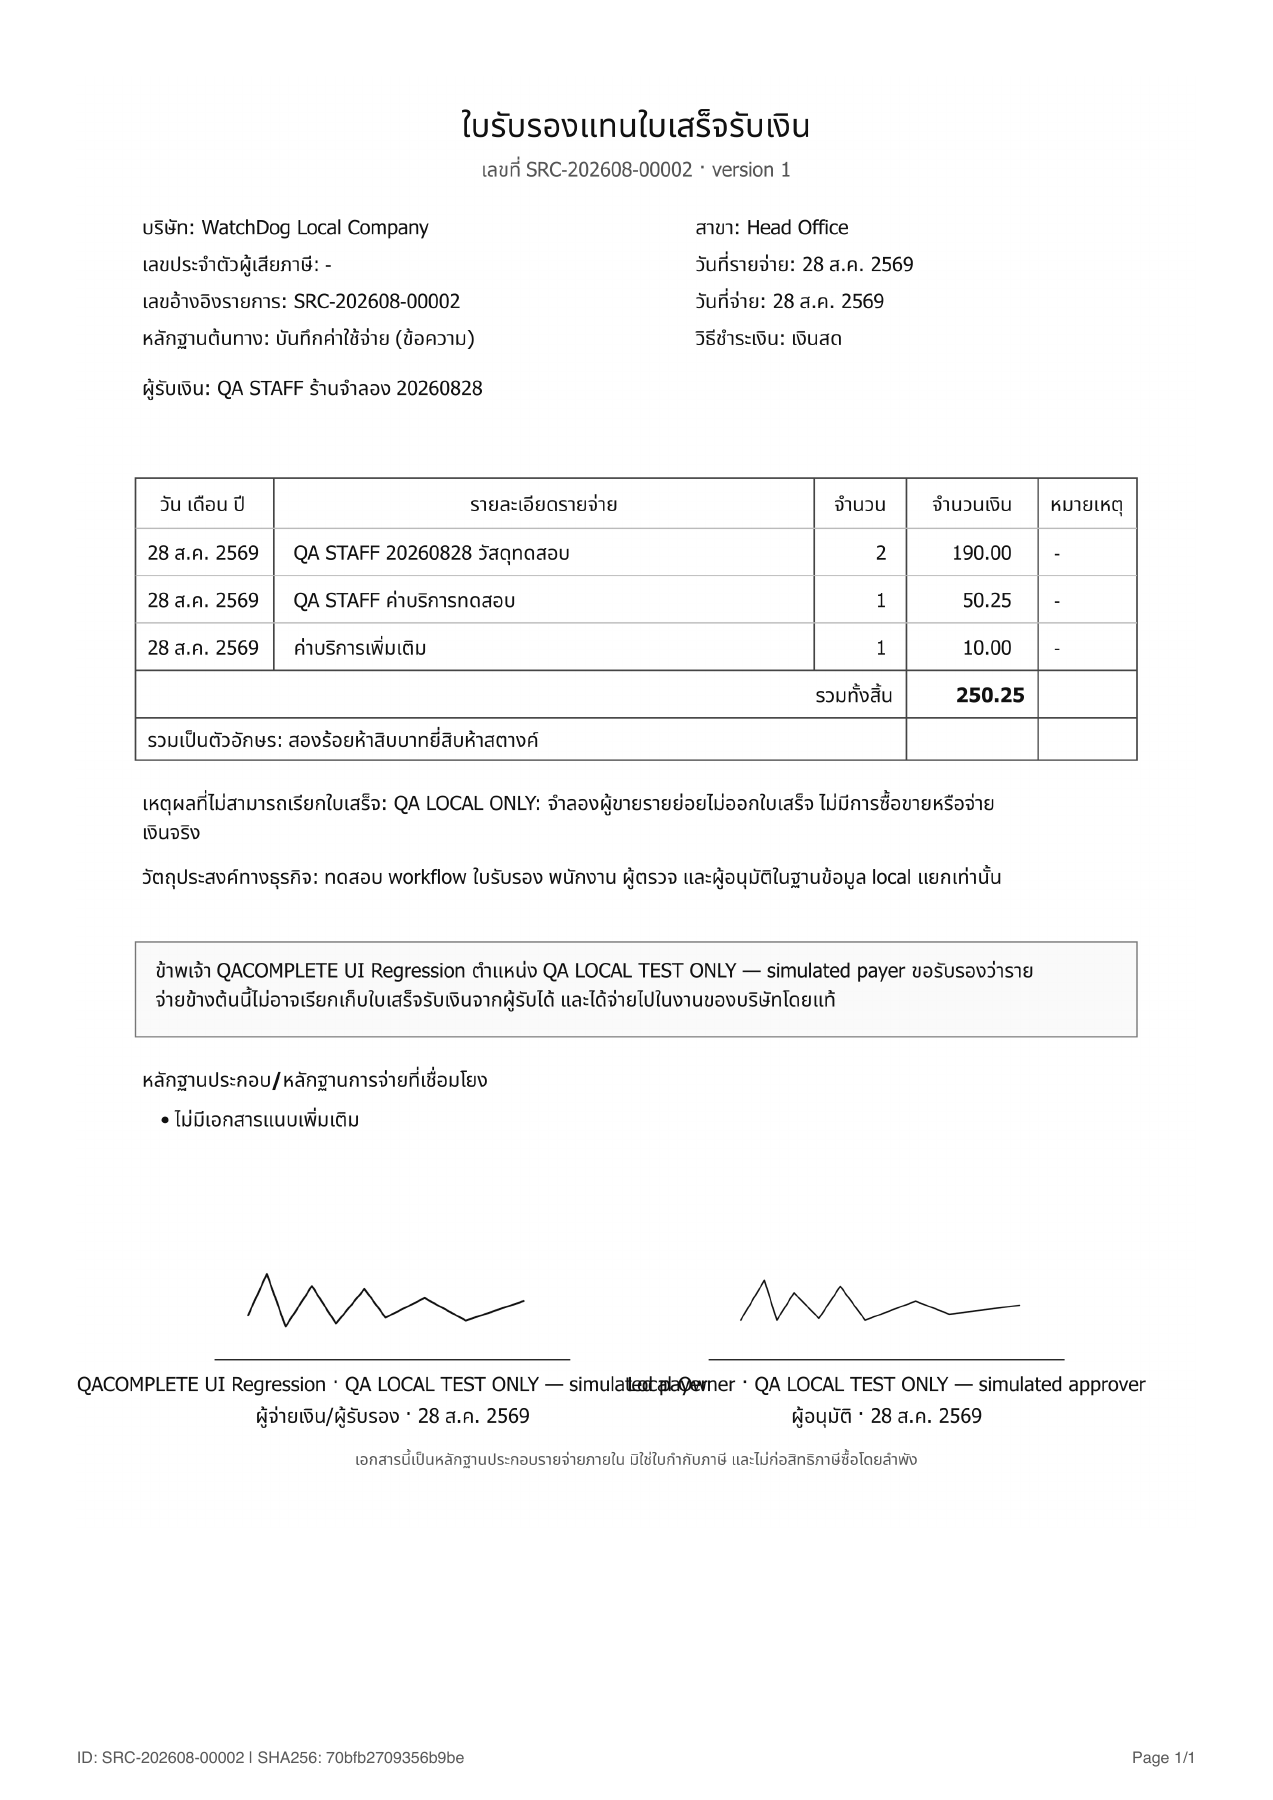 ใบรับรองแทนใบเสร็จรับเงิน
เลขที่ SRC-202608-00002 · version 1
บริษัท: WatchDog Local Company
สาขา: Head Office
เลขประจำตัวผู้เสียภาษี: -
วันที่รายจ่าย: 28 ส.ค. 2569
เลขอ้างอิงรายการ: SRC-202608-00002
วันที่จ่าย: 28 ส.ค. 2569
หลักฐานต้นทาง: บันทึกค่าใช้จ่าย (ข้อความ)
วิธีชำระเงิน: เงินสด
ผู้รับเงิน: QA STAFF ร้านจำลอง 20260828
วัน เดือน ปี รายละเอียดรายจ่าย จำนวน จำนวนเงิน หมายเหตุ
28 ส.ค. 2569 QA STAFF 20260828 วัสดุทดสอบ 2 190.00 -
28 ส.ค. 2569 QA STAFF ค่าบริการทดสอบ 1 50.25 -
28 ส.ค. 2569 ค่าบริการเพิ่มเติม 1 10.00 -
รวมทั้งสิ้น 250.25
รวมเป็นตัวอักษร: สองร้อยห้าสิบบาทยี่สิบห้าสตางค์
เหตุผลที่ไม่สามารถเรียกใบเสร็จ: QA LOCAL ONLY: จำลองผู้ขายรายย่อยไม่ออกใบเสร็จ ไม่มีการซื้อขายหรือจ่าย
เงินจริง
วัตถุประสงค์ทางธุรกิจ: ทดสอบ workflow ใบรับรอง พนักงาน ผู้ตรวจ และผู้อนุมัติในฐานข้อมูล local แยกเท่านั้น
ข้าพเจ้า QACOMPLETE UI Regression ตำแหน่ง QA LOCAL TEST ONLY — simulated payer ขอรับรองว่าราย
จ่ายข้างต้นนี้ไม่อาจเรียกเก็บใบเสร็จรับเงินจากผู้รับได้ และได้จ่ายไปในงานของบริษัทโดยแท้
หลักฐานประกอบ/หลักฐานการจ่ายที่เชื่อมโยง
• ไม่มีเอกสารแนบเพิ่มเติม
QACOMPLETE UI Regression · QA LOCAL TEST ONLY — simulated payer
Local Owner · QA LOCAL TEST ONLY — simulated approver
ผู้จ่ายเงิน/ผู้รับรอง · 28 ส.ค. 2569
ผู้อนุมัติ · 28 ส.ค. 2569
เอกสารนี้เป็นหลักฐานประกอบรายจ่ายภายใน มิใช่ใบกำกับภาษี และไม่ก่อสิทธิภาษีซื้อโดยลำพัง
ID: SRC-202608-00002 | SHA256: 70bfb2709356b9be
Page 1/1